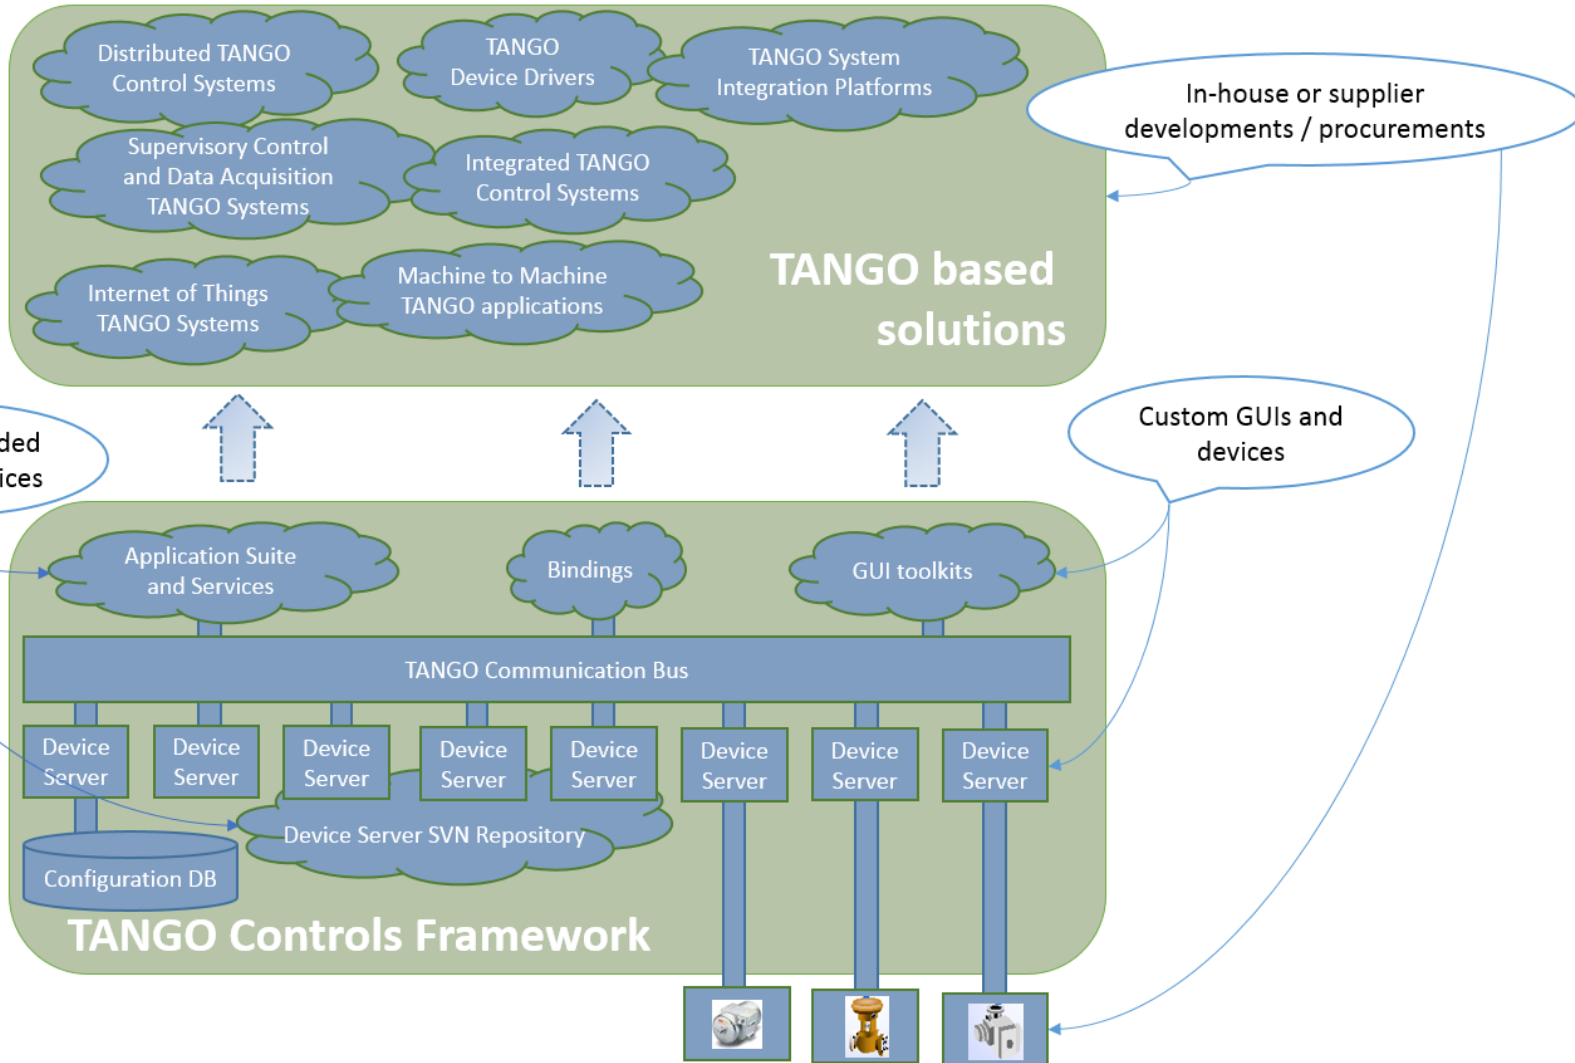 Distributed TANGO
Control Systems
TANGO
Device Drivers
TANGO System
Integration Platforms
In-house or supplier
developments / procurements
Supervisory Control
and Data Acquisition
TANGO Systems
Integrated TANGO
Control Systems
Internet of Things
TANGO Systems
Machine to Machine
TANGO applications
TANGO based
solutions
Custom GUIs and
devices
Application Suite
and Services
Bindings
GUI toolkits
TANGO Communication Bus
Device
Server
Device
Server
Device
Server
Device
Server
Device
Server
Device
Server
Device
Server
Device
Server
Device Server SVN Repository
Configuration DB
TANGO Controls Framework